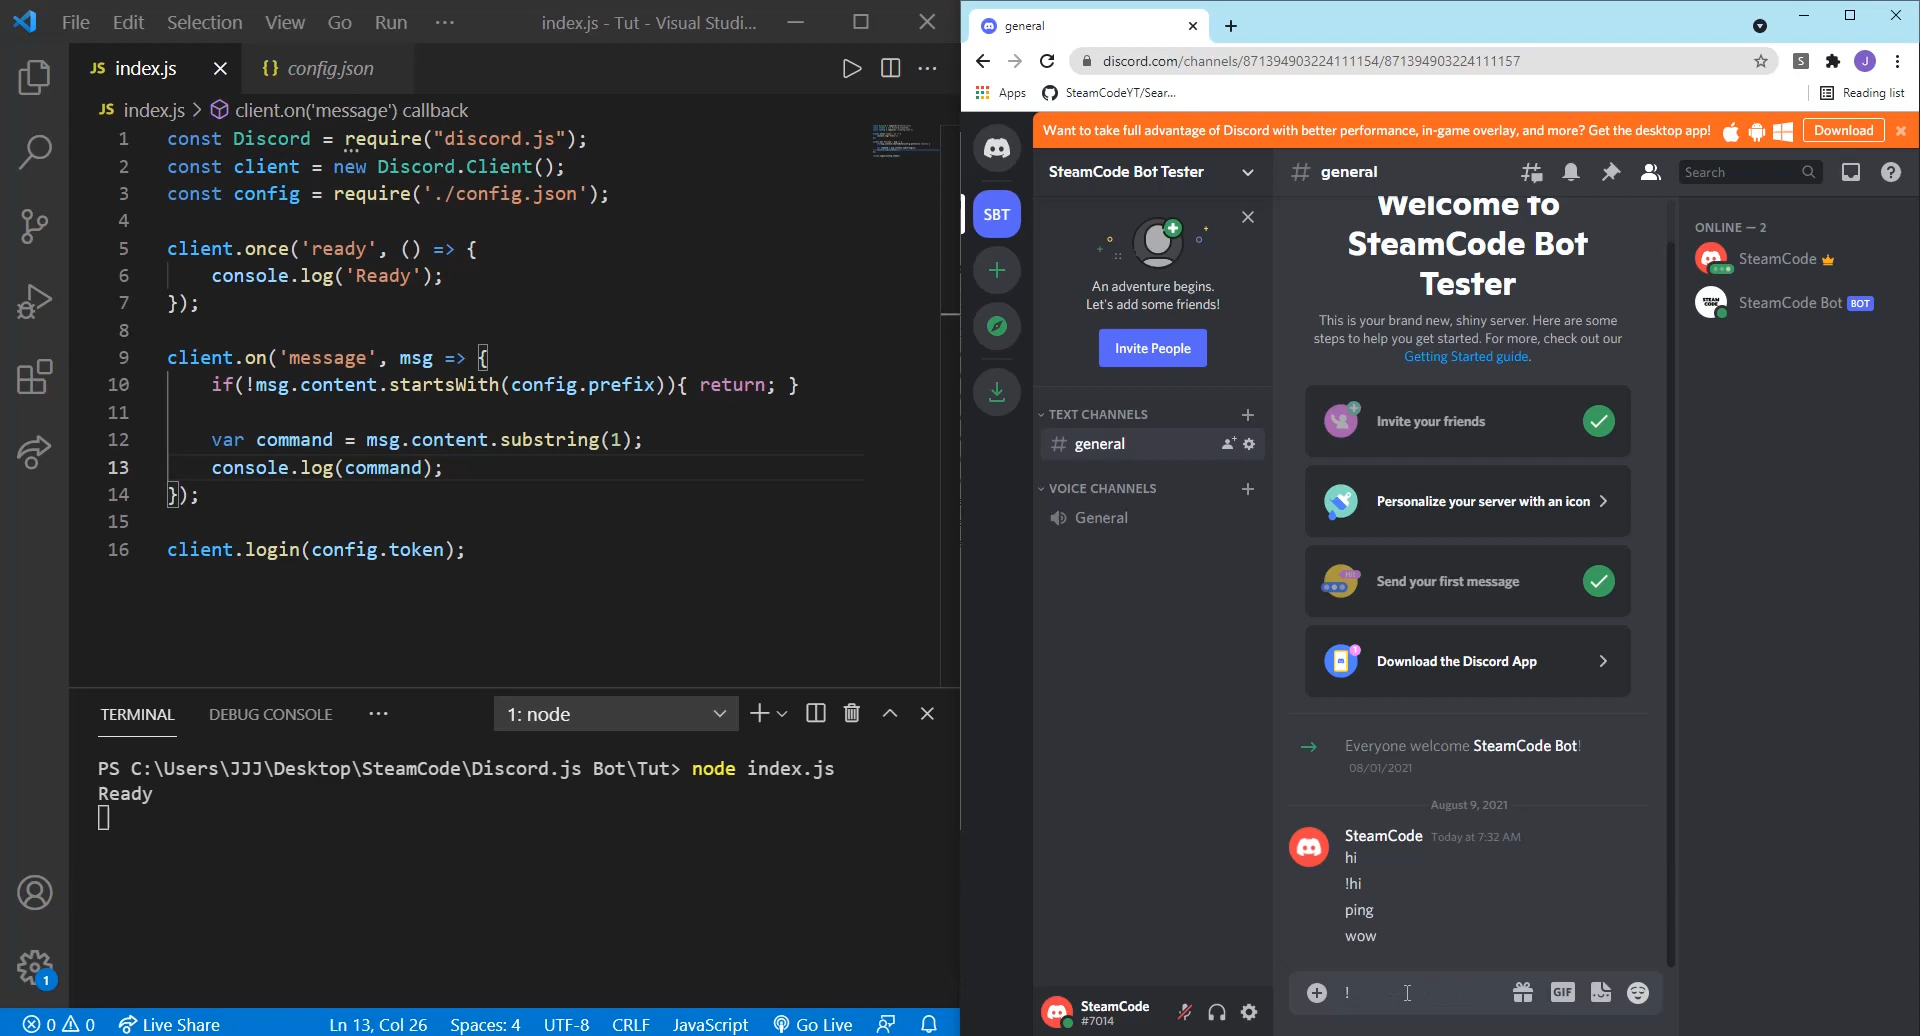 File Edit Selection View Go Run ··· index.js - Tut - Visual Studi...
JS index.js {} config.json
JS index.js > client.on('message') callback
1 const Discord = require("discord.js");
2 const client = new Discord.Client();
3 const config = require('./config.json');
4
5 client.once('ready', () => {
6 console.log('Ready');
7 });
8
9 client.on('message', msg => {
10 if(!msg.content.startsWith(config.prefix)){ return; }
11
12 var command = msg.content.substring(1);
13 console.log(command);
14 });
15
16 client.login(config.token);
TERMINAL DEBUG CONSOLE ··· 1: node
PS C:\Users\JJJ\Desktop\SteamCode\Discord.js Bot\Tut> node index.js
Ready
1
0 0 Live Share Ln 13, Col 26 Spaces: 4 UTF-8 CRLF JavaScript Go Live
general
discord.com/channels/871394903224111154/871394903224111157 S J
Apps SteamCodeYT/Sear... Reading list
Want to take full advantage of Discord with better performance, in-game overlay, and more? Get the desktop app! Download
SteamCode Bot Tester
SBT
An adventure begins.
Let's add some friends!
Invite People
TEXT CHANNELS
general
VOICE CHANNELS
General
SteamCode
#7014
# general Search
Welcome to
SteamCode Bot
Tester
This is your brand new, shiny server. Here are some
steps to help you get started. For more, check out our
Getting Started guide.
Invite your friends
Personalize your server with an icon
Send your first message
Download the Discord App
Everyone welcome SteamCode Bot!
08/01/2021
August 9, 2021
SteamCode Today at 7:32 AM
hi
!hi
ping
wow
! GIF
ONLINE — 2
SteamCode
STEAM CODE SteamCode Bot BOT